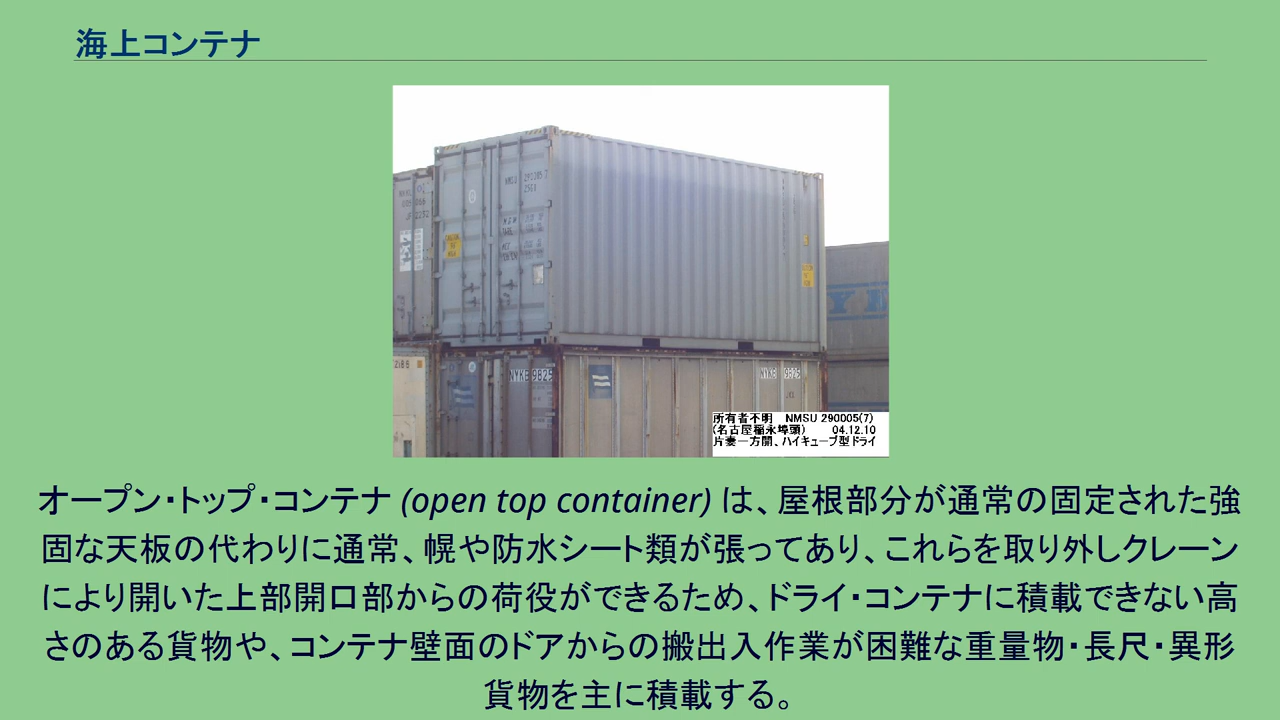 海上コンテナ
NYKE 9825
NYKE 9825
所有者不明 NMSU 290005(7)
(名古屋稲永埠頭) 04.12.10
片妻一方開、ハイキューブ型ドライ
オープン・トップ・コンテナ (open top container) は、屋根部分が通常の固定された強
固な天板の代わりに通常、幌や防水シート類が張ってあり、これらを取り外しクレーン
により開いた上部開口部からの荷役ができるため、ドライ・コンテナに積載できない高
さのある貨物や、コンテナ壁面のドアからの搬出入作業が困難な重量物・長尺・異形
貨物を主に積載する。